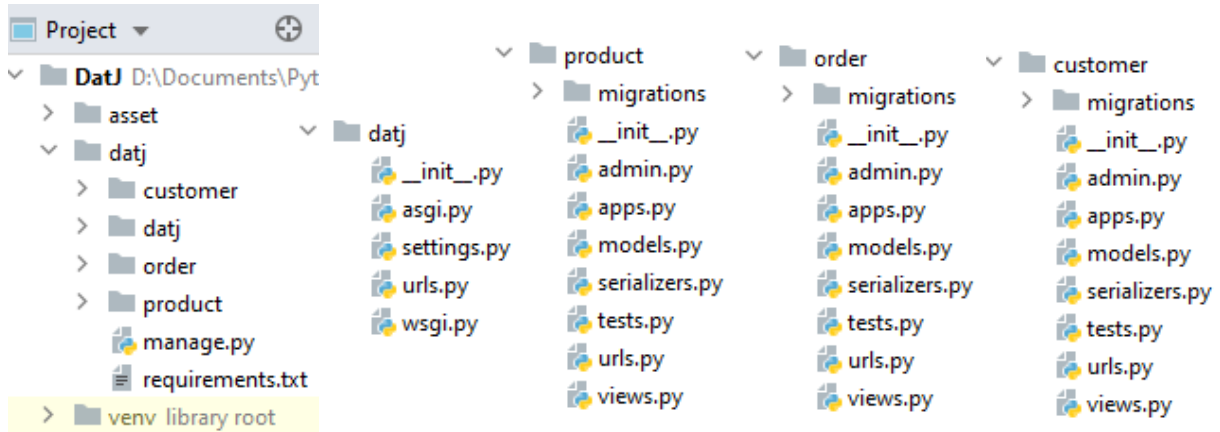 Project
DatJ D:\Documents\Pyt
asset
datj
customer
datj
order
product
manage.py
requirements.txt
venv library root
datj
__init__.py
asgi.py
settings.py
urls.py
wsgi.py
product
migrations
__init__.py
admin.py
apps.py
models.py
serializers.py
tests.py
urls.py
views.py
order
migrations
__init__.py
admin.py
apps.py
models.py
serializers.py
tests.py
urls.py
views.py
customer
migrations
__init__.py
admin.py
apps.py
models.py
serializers.py
tests.py
urls.py
views.py